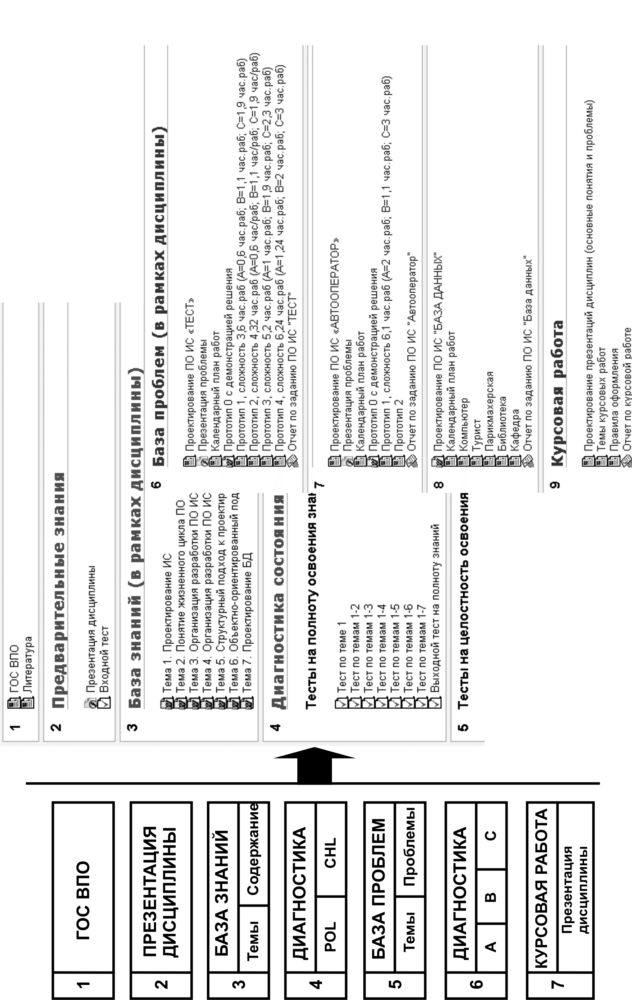 1
ГОС ВПО
2
ПРЕЗЕНТАЦИЯ
ДИСЦИПЛИНЫ
3
БАЗА ЗНАНИЙ
Темы
Содержание
4
ДИАГНОСТИКА
POL
CHL
5
БАЗА ПРОБЛЕМ
Темы
Проблемы
6
ДИАГНОСТИКА
A
B
C
7
КУРСОВАЯ РАБОТА
Презентация
дисциплины
1
ГОС ВПО
Литература
2
Предварительные знания
Презентация дисциплины
Входной тест
3
База знаний (в рамках дисциплины)
Тема 1. Проектирование ИС
Тема 2. Понятие жизненного цикла ПО
Тема 3. Организация разработки ПО ИС
Тема 4. Организация разработки ПО ИС
Тема 5. Структурный подход к проектир
Тема 6. Объектно-ориентированный под
Тема 7. Проектирование БД
4
Диагностика состояния
Тесты на полноту освоения зна
Тест по теме 1
Тест по темам 1-2
Тест по темам 1-3
Тест по темам 1-4
Тест по темам 1-5
Тест по темам 1-6
Тест по темам 1-7
Выходной тест на полноту знаний
5
Тесты на целостность освоения
6
База проблем (в рамках дисциплины)
Проектирование ПО ИС «ТЕСТ»
Презентация проблемы
Календарный план работ
Прототип 0 с демонстрацией решения
Прототип 1, сложность 3,6 час.раб (A=0,6 час.раб; B=1,1 час.раб; C=1,9 час.раб)
Прототип 2, сложность 4,32 час.раб (A=0,6 час/раб; B=1,1 час/раб; C=1,9 час/раб)
Прототип 3, сложность 5,2 час.раб (A=1 час.раб; B=1,9 час.раб; C=2,3 час.раб)
Прототип 4, сложность 6,24 час.раб (A=1,24 час.раб; B=2 час.раб; C=3 час.раб)
Отчет по заданию ПО ИС "ТЕСТ"
7
Проектирование ПО ИС «АВТООПЕРАТОР»
Презентация проблемы
Календарный план работ
Прототип 0 с демонстрацией решения
Прототип 1, сложность 6,1 час.раб (A=2 час.раб; B=1,1 час.раб; C=3 час.раб)
Прототип 2
Отчет по заданию ПО ИС "Автооператор"
8
Проектирование ПО ИС "БАЗА ДАННЫХ"
Календарный план работ
Компьютер
Турист
Парикмахерская
Библиотека
Кафедра
Отчет по заданию ПО ИС "База данных"
9
Курсовая работа
Проектирование презентаций дисциплин (основные понятия и проблемы)
Темы курсовых работ
Правила оформления
Отчет по курсовой работе